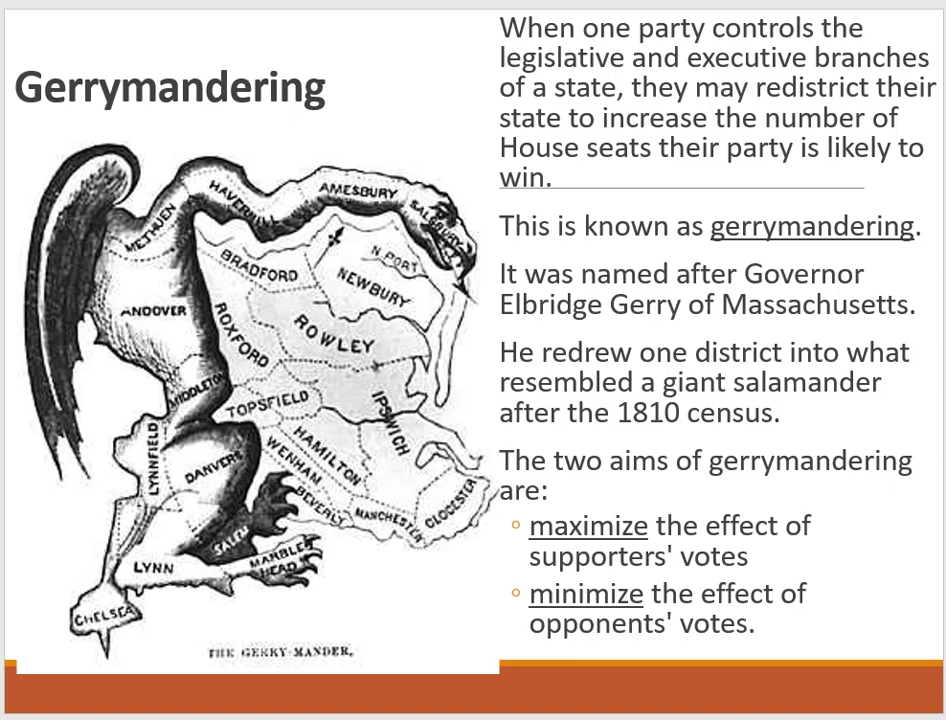 Gerrymandering
When one party controls the
legislative and executive branches
of a state, they may redistrict their
state to increase the number of
House seats their party is likely to
win.
This is known as gerrymandering.
It was named after Governor
Elbridge Gerry of Massachusetts.
He redrew one district into what
resembled a giant salamander
after the 1810 census.
The two aims of gerrymandering
are:
maximize the effect of
supporters' votes
minimize the effect of
opponents' votes.
METHUEN
HAVERHILL
AMESBURY
SALSBURY
BRADFORD
N. PORT
NEWBURY
ANDOVER
ROXFORD
ROWLEY
MIDDLETON
TOPSFIELD
IPSWICH
LYNNFIELD
DANVERS
HAMILTON
WENHAM
BEVERLY
MANCHESTER
GLOCESTER
SALEM
LYNN
MARBLE
HEAD
CHELSEA
THE GERRY-MANDER.